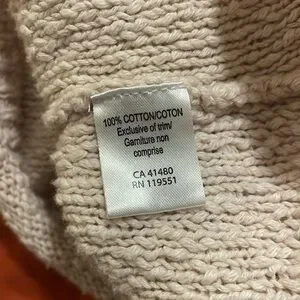 100% COTTON/COTON
Exclusive of trim/
Garniture non
comprise
CA 41480
RN 119551